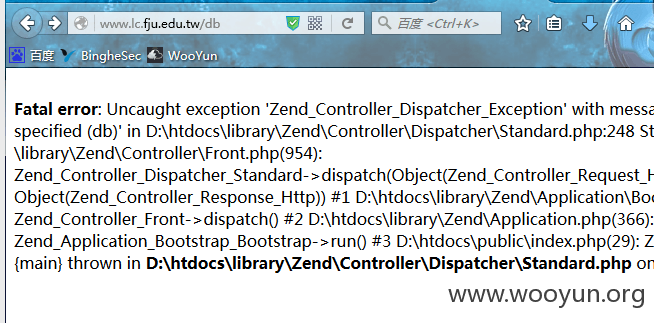 www.lc.fju.edu.tw/db
百度 <Ctrl+K>
百度 BingheSec WooYun
Fatal error: Uncaught exception 'Zend_Controller_Dispatcher_Exception' with messa
specified (db)' in D:\htdocs\library\Zend\Controller\Dispatcher\Standard.php:248 St
\library\Zend\Controller\Front.php(954):
Zend_Controller_Dispatcher_Standard->dispatch(Object(Zend_Controller_Request_H
Object(Zend_Controller_Response_Http)) #1 D:\htdocs\library\Zend\Application\Boo
Zend_Controller_Front->dispatch() #2 D:\htdocs\library\Zend\Application.php(366):
Zend_Application_Bootstrap_Bootstrap->run() #3 D:\htdocs\public\index.php(29): Z
{main} thrown in D:\htdocs\library\Zend\Controller\Dispatcher\Standard.php on
www.wooyun.org